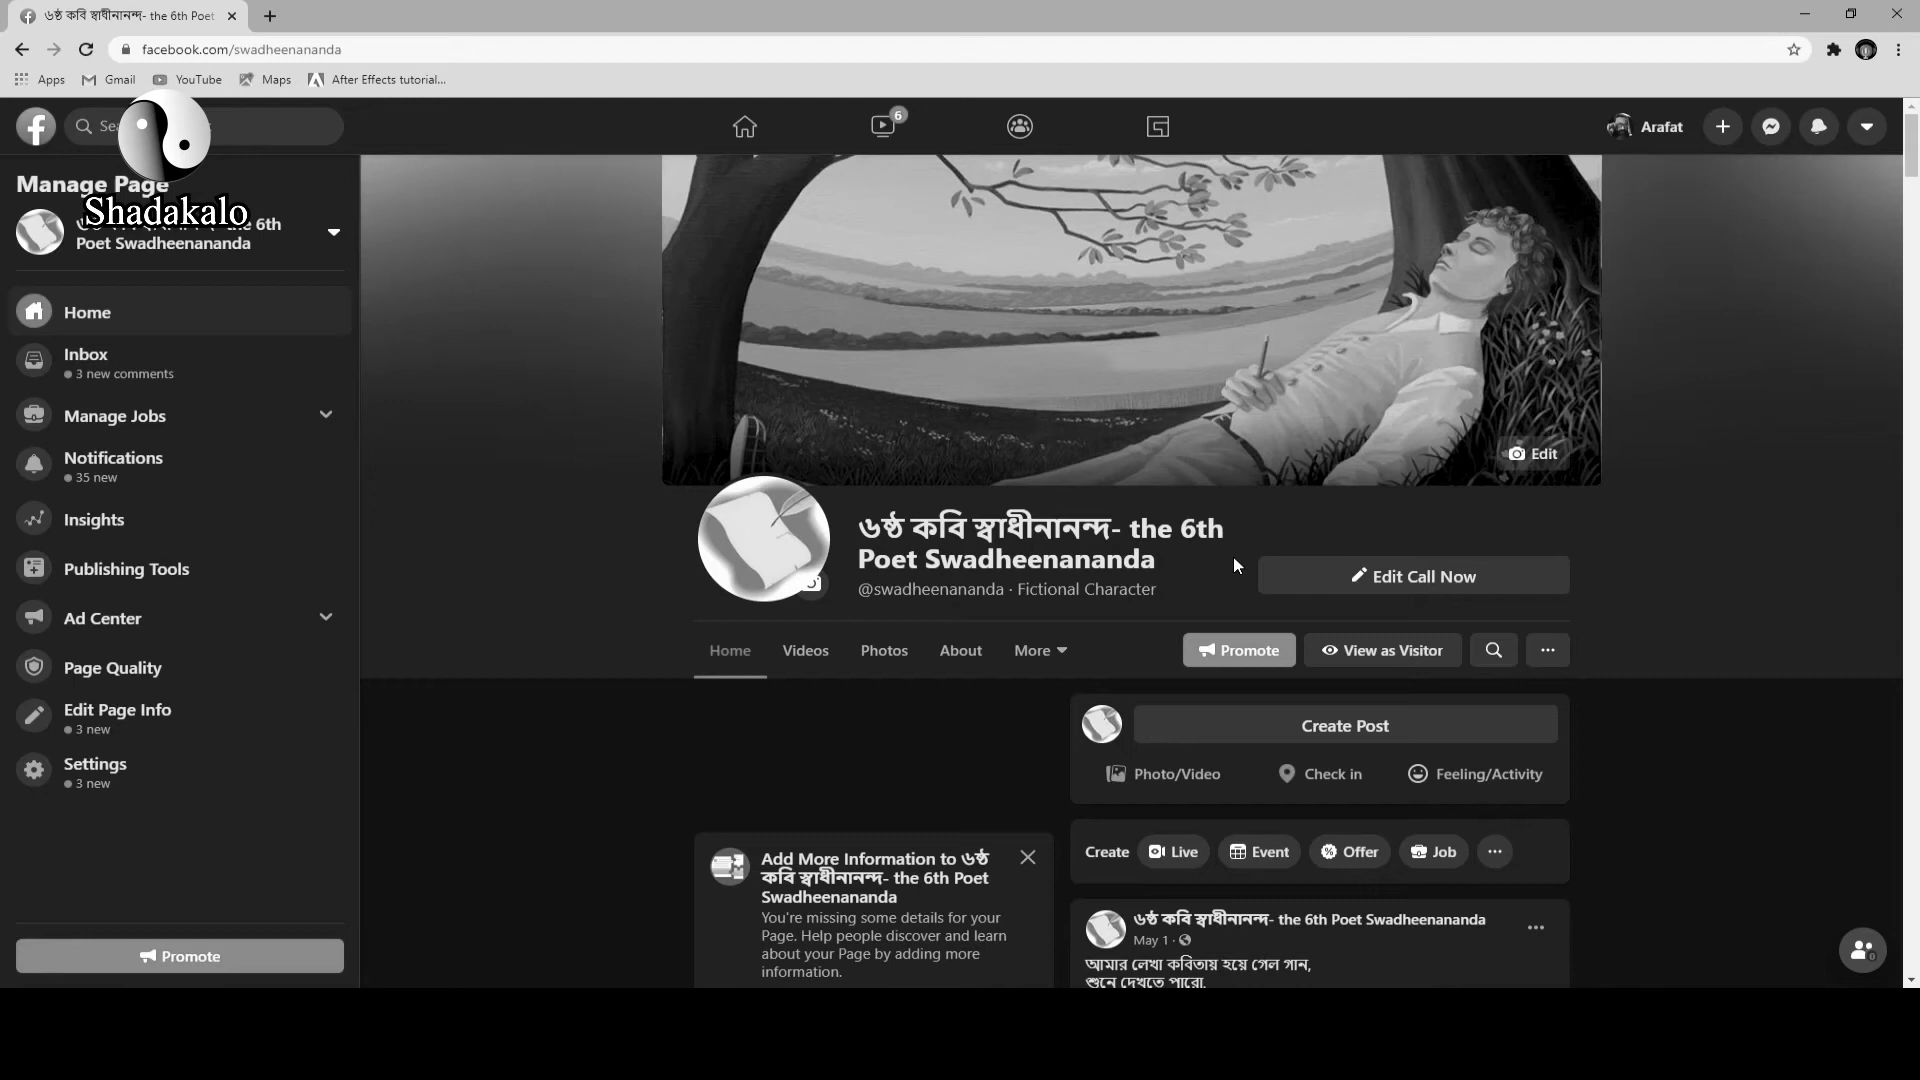 ৬ষ্ঠ কবি স্বাধীনানন্দ- the 6th Poet
facebook.com/swadheenananda
Apps
Gmail
YouTube
Maps
After Effects tutorial...
6
Arafat
Manage Page
Shadakalo
the 6th
Poet Swadheenananda
Home
Inbox
3 new comments
Manage Jobs
Notifications
35 new
Insights
Publishing Tools
Ad Center
Page Quality
Edit Page Info
3 new
Settings
3 new
Promote
Edit
৬ষ্ঠ কবি স্বাধীনানন্দ- the 6th
Poet Swadheenananda
@swadheenananda · Fictional Character
Edit Call Now
Home
Videos
Photos
About
More
Promote
View as Visitor
Create Post
Photo/Video
Check in
Feeling/Activity
Create
Live
Event
Offer
Job
Add More Information to ৬ষ্ঠ
কবি স্বাধীনানন্দ- the 6th Poet
Swadheenananda
You're missing some details for your
Page. Help people discover and learn
about your Page by adding more
information.
৬ষ্ঠ কবি স্বাধীনানন্দ- the 6th Poet Swadheenananda
May 1 ·
আমার লেখা কবিতায় হয়ে গেল গান,
শুনে দেখতে পারো.
0